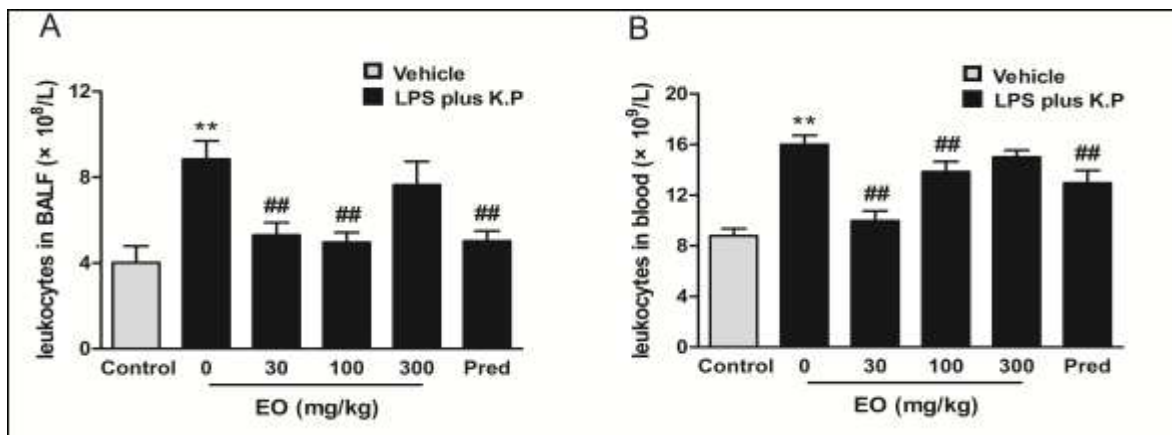 A
Vehicle
LPS plus K.P
leukocytes in BALF (× 10⁸/L)
12
8
4
0
**
##
##
##
Control 0 30 100 300 Pred
EO (mg/kg)
B
Vehicle
LPS plus K.P
leukocytes in blood (× 10⁹/L)
20
16
12
8
4
0
**
##
##
##
Control 0 30 100 300 Pred
EO (mg/kg)